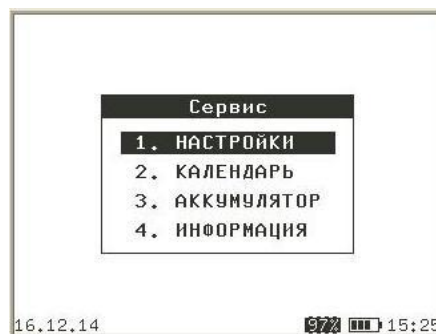 Сервис
1. НАСТРОЙКИ
2. КАЛЕНДАРЬ
3. АККУМУЛЯТОР
4. ИНФОРМАЦИЯ
16.12.14 97% 15:25